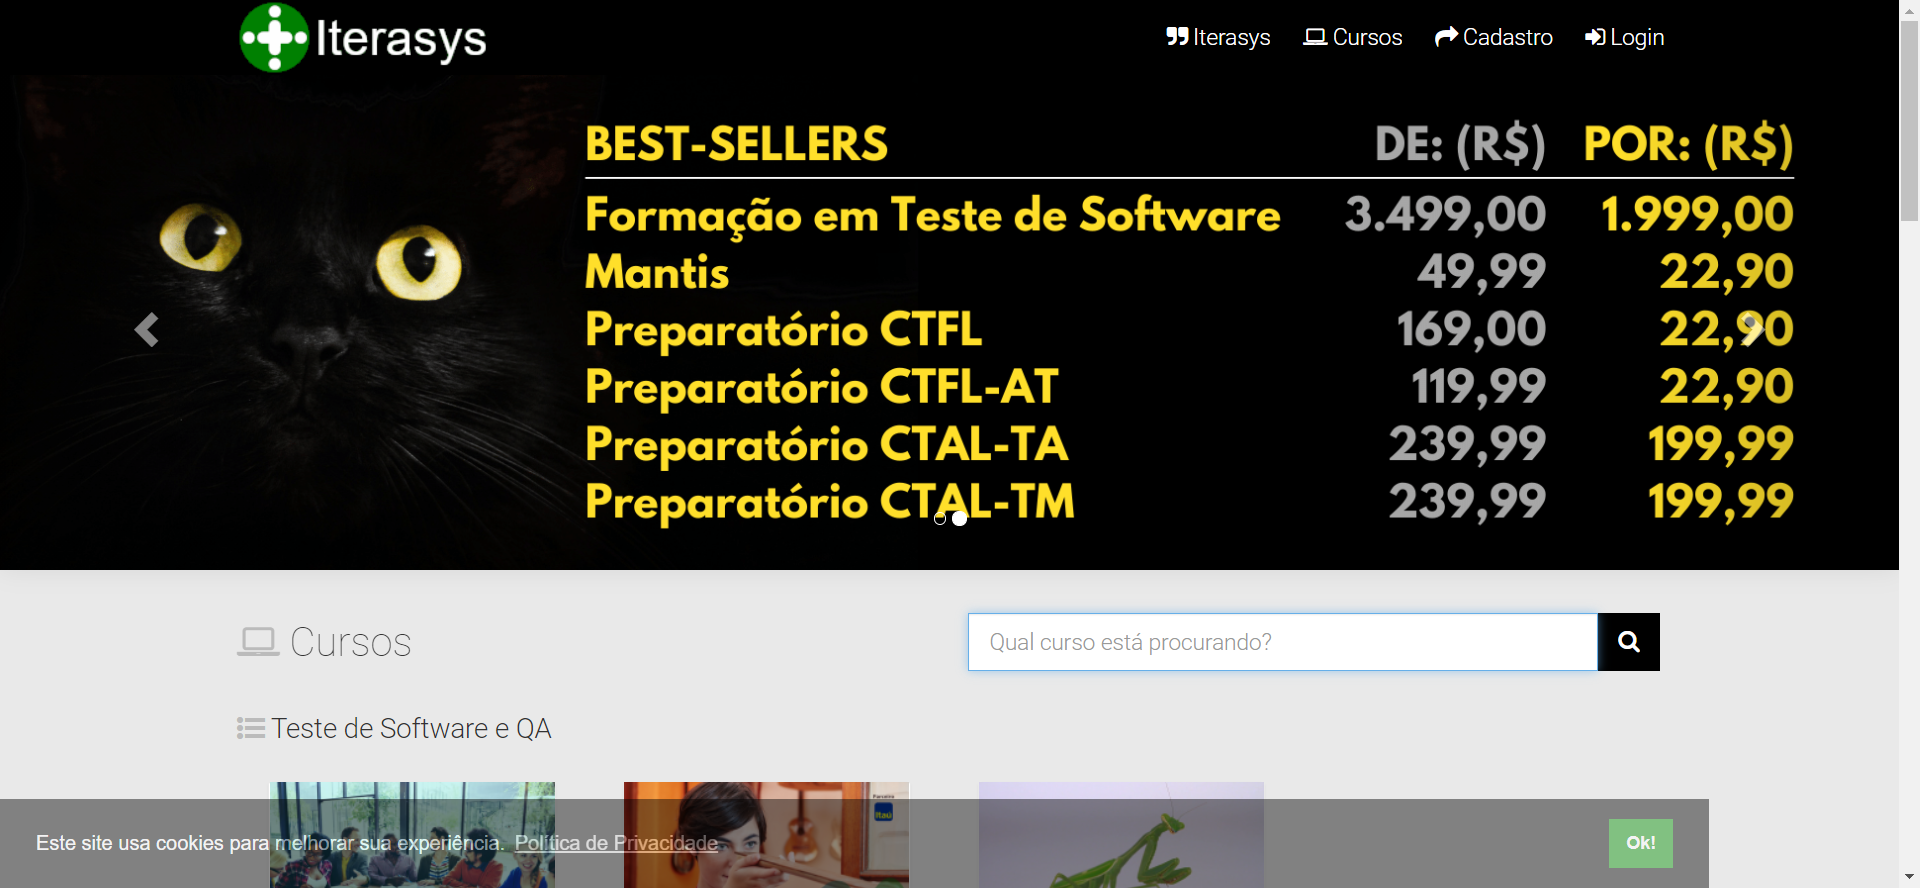 Iterasys
Iterasys Cursos Cadastro Login
BEST-SELLERS DE: (R$) POR: (R$)
Formação em Teste de Software 3.499,00 1.999,00
Mantis 49,99 22,90
Preparatório CTFL 169,00 22,90
Preparatório CTFL-AT 119,99 22,90
Preparatório CTAL-TA 239,99 199,99
Preparatório CTAL-TM 239,99 199,99
Cursos
Qual curso está procurando?
Teste de Software e QA
Parceira
Itaú
Este site usa cookies para melhorar sua experiência. Política de Privacidade
Ok!